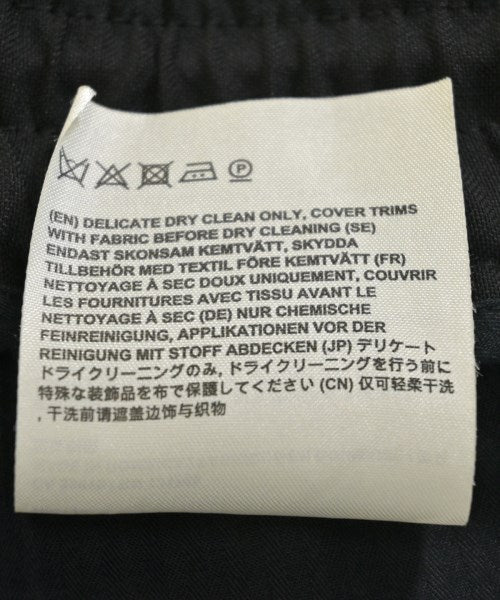 (EN) DELICATE DRY CLEAN ONLY, COVER TRIMS
WITH FABRIC BEFORE DRY CLEANING (SE)
ENDAST SKONSAM KEMTVÄTT, SKYDDA
TILLBEHÖR MED TEXTIL FÖRE KEMTVÄTT (FR)
NETTOYAGE À SEC DOUX UNIQUEMENT, COUVRIR
LES FOURNITURES AVEC TISSU AVANT LE
NETTOYAGE À SEC (DE) NUR CHEMISCHE
FEINREINIGUNG, APPLIKATIONEN VOR DER
REINIGUNG MIT STOFF ABDECKEN (JP) デリケート
ドライクリーニングのみ, ドライクリーニングを行う前に
特殊な装飾品を布で保護してください (CN) 仅可轻柔干洗
, 干洗前请遮盖边饰与织物